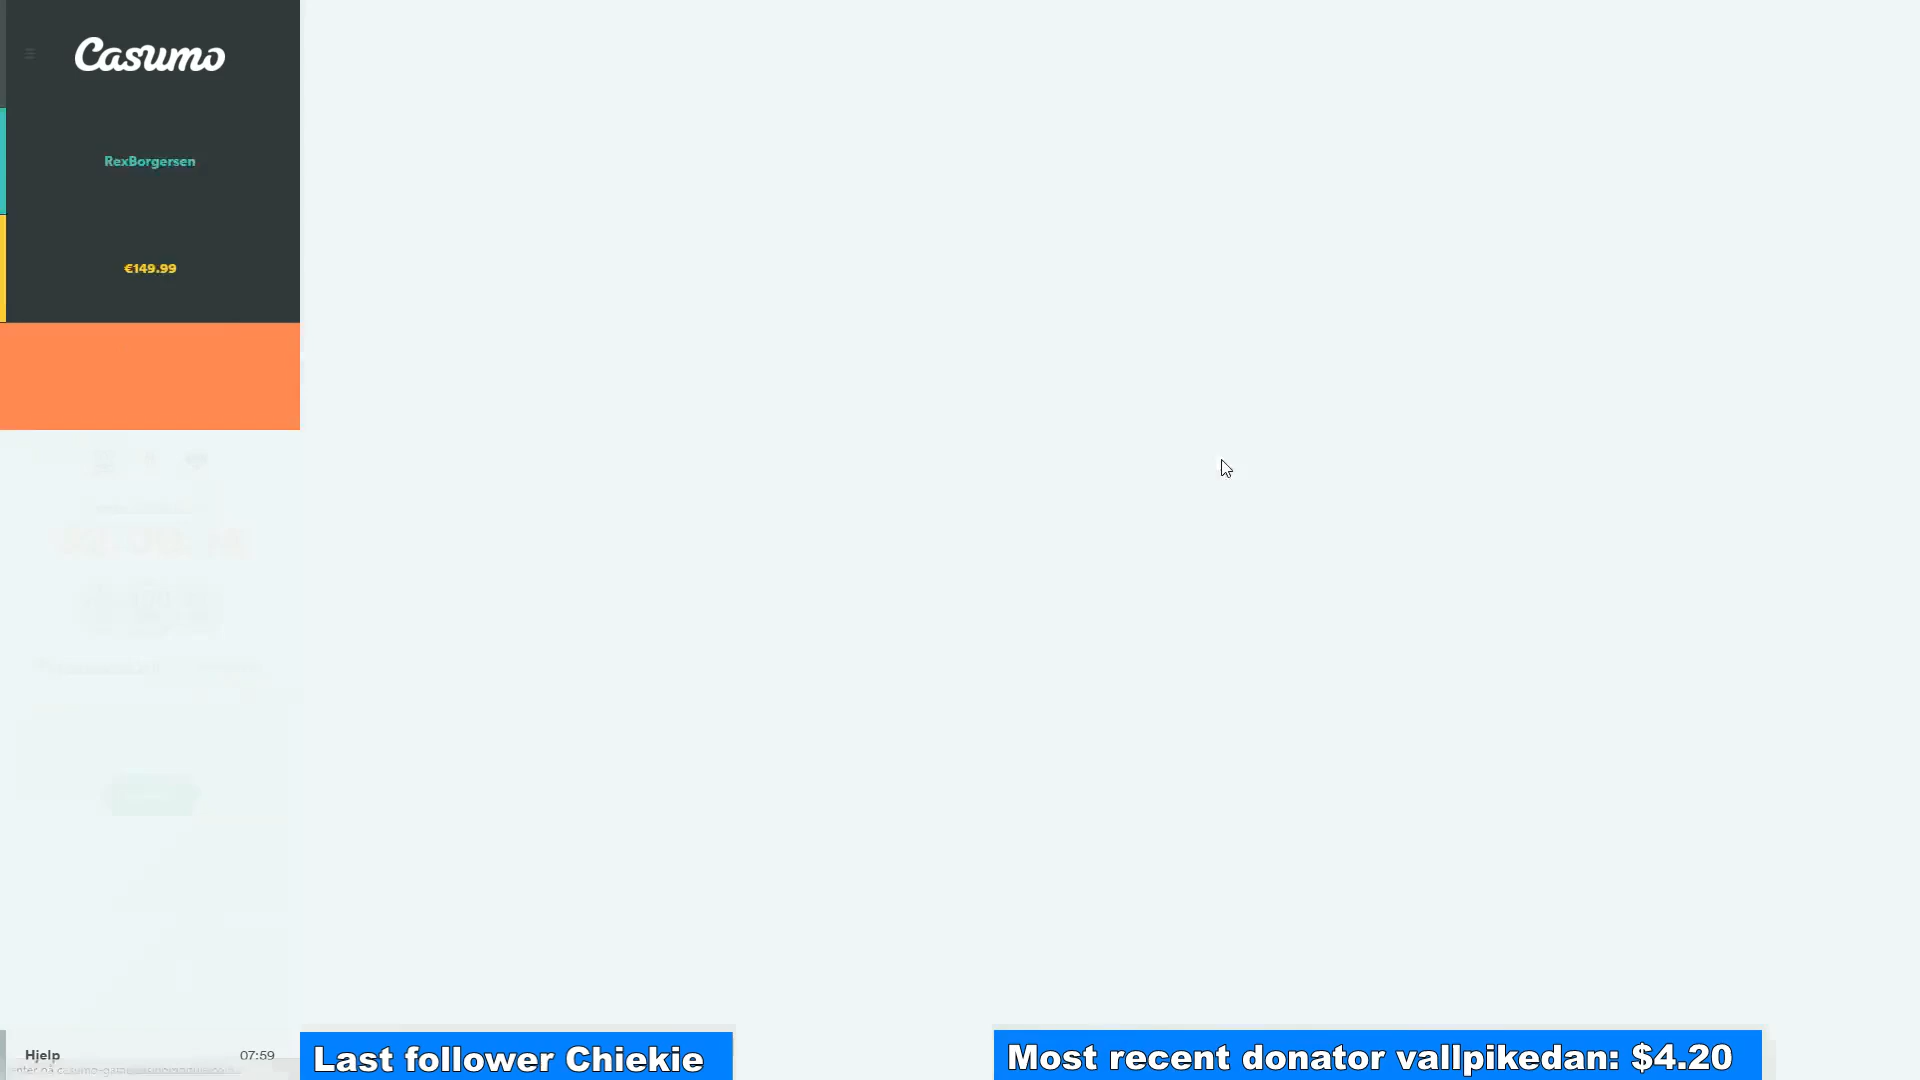 Casumo
RexBorgersen
€149.99
Hjelp
07:59
Last follower Chiekie
Most recent donator vallpikedan: $4.20